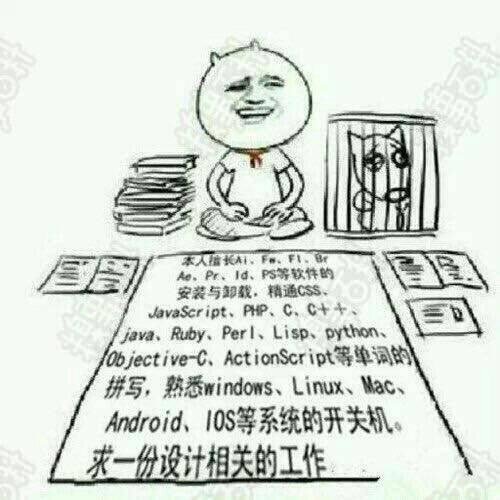 本人擅长Ai、Fw、Fl、Br
Ae、Pr、Id、PS等软件的
安装与卸载，精通CSS、
JavaScript、PHP、C、C++、
java、Ruby、Perl、Lisp、python、
Objective-C、ActionScript等单词的
拼写，熟悉windows、Linux、Mac、
Android、IOS等系统的开关机。
求一份设计相关的工作